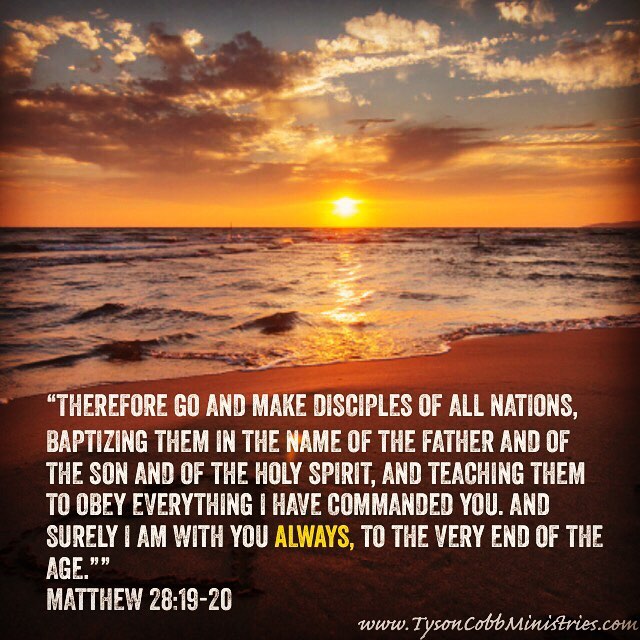 “THEREFORE GO AND MAKE DISCIPLES OF ALL NATIONS,
BAPTIZING THEM IN THE NAME OF THE FATHER AND OF
THE SON AND OF THE HOLY SPIRIT, AND TEACHING THEM
TO OBEY EVERYTHING I HAVE COMMANDED YOU. AND
SURELY I AM WITH YOU ALWAYS, TO THE VERY END OF THE
AGE.””
MATTHEW 28:19-20
www.TysonCobbMinistries.com